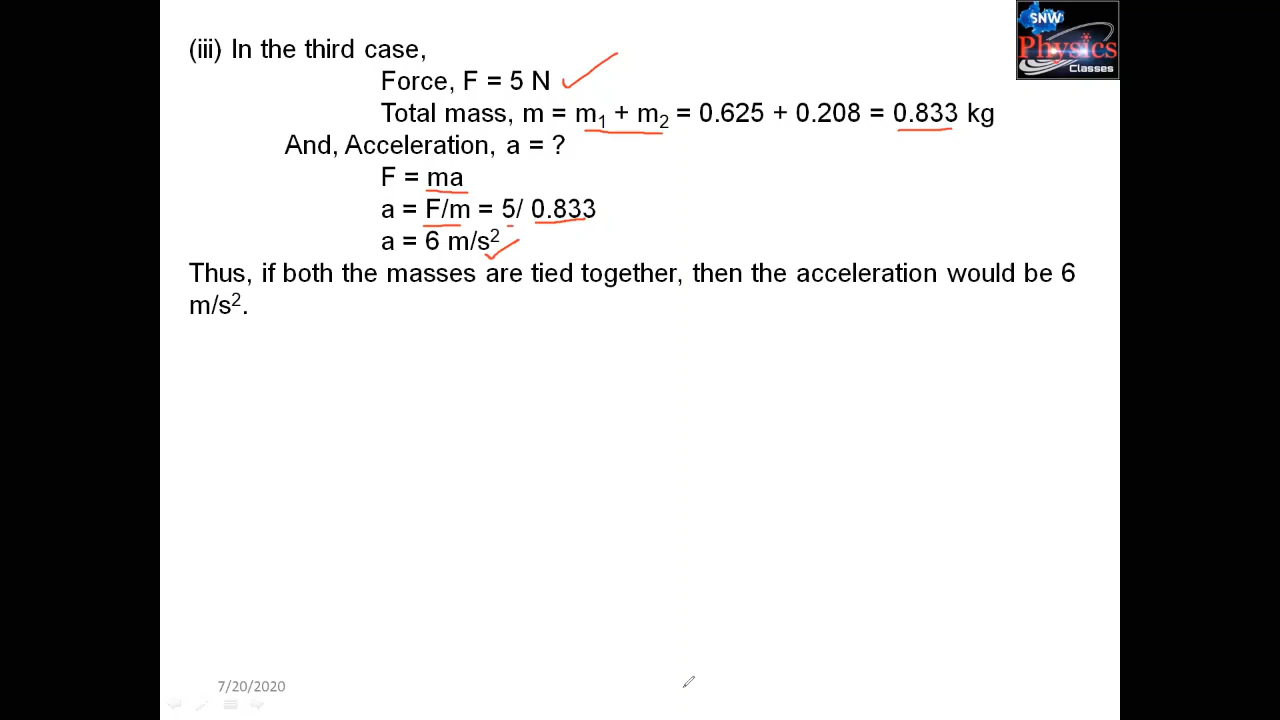 SNW
Physics
Classes
(iii) In the third case,
Force, F = 5 N
Total mass, m = m₁ + m₂ = 0.625 + 0.208 = 0.833 kg
And, Acceleration, a = ?
F = ma
a = F/m = 5/ 0.833
a = 6 m/s²
Thus, if both the masses are tied together, then the acceleration would be 6
m/s².
7/20/2020